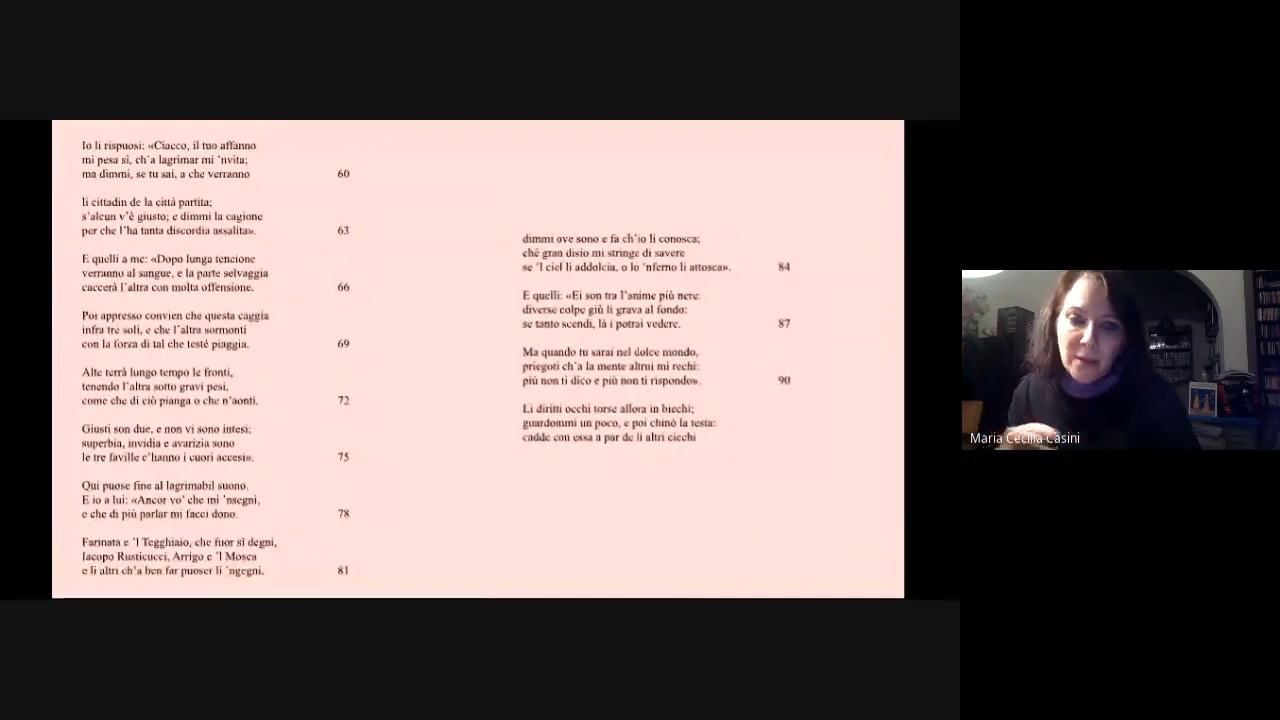 Io li rispuosi: «Ciacco, il tuo affanno
mi pesa sì, ch'a lagrimar mi 'nvita;
ma dimmi, se tu sai, a che verranno 60
li cittadin de la città partita;
s'alcun v'è giusto; e dimmi la cagione
per che l'ha tanta discordia assalita». 63
E quelli a me: «Dopo lunga tencione
verranno al sangue, e la parte selvaggia
caccerà l'altra con molta offensione. 66
Poi appresso convien che questa caggia
infra tre soli, e che l'altra sormonti
con la forza di tal che testé piaggia. 69
Alte terrà lungo tempo le fronti,
tenendo l'altra sotto gravi pesi,
come che di ciò pianga o che n'aonti. 72
Giusti son due, e non vi sono intesi;
superbia, invidia e avarizia sono
le tre faville c'hanno i cuori accesi». 75
Qui puose fine al lagrimabil suono.
E io a lui: «Ancor vo' che mi 'nsegni,
e che di più parlar mi facci dono. 78
Farinata e 'l Tegghiaio, che fuor sì degni,
Iacopo Rusticucci, Arrigo e 'l Mosca
e li altri ch'a ben far puoser li 'ngegni, 81
dimmi ove sono e fa ch'io li conosca;
ché gran disio mi stringe di savere
se 'l ciel li addolcia, o lo 'nferno li attosca». 84
E quelli: «Ei son tra l'anime più nere:
diverse colpe giù li grava al fondo:
se tanto scendi, là i potrai vedere. 87
Ma quando tu sarai nel dolce mondo,
priegoti ch'a la mente altrui mi rechi:
più non ti dico e più non ti rispondo». 90
Li diritti occhi torse allora in biechi;
guardommi un poco, e poi chinò la testa:
cadde con essa a par de li altri ciechi
Maria Cecilia Casini